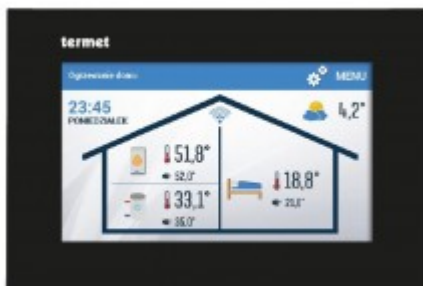 termet
Ogrzewanie domu
MENU
23:45
PONIEDZIAŁEK
4,2°
51,8°
52,0°
18,8°
21,0°
33,1°
35,0°